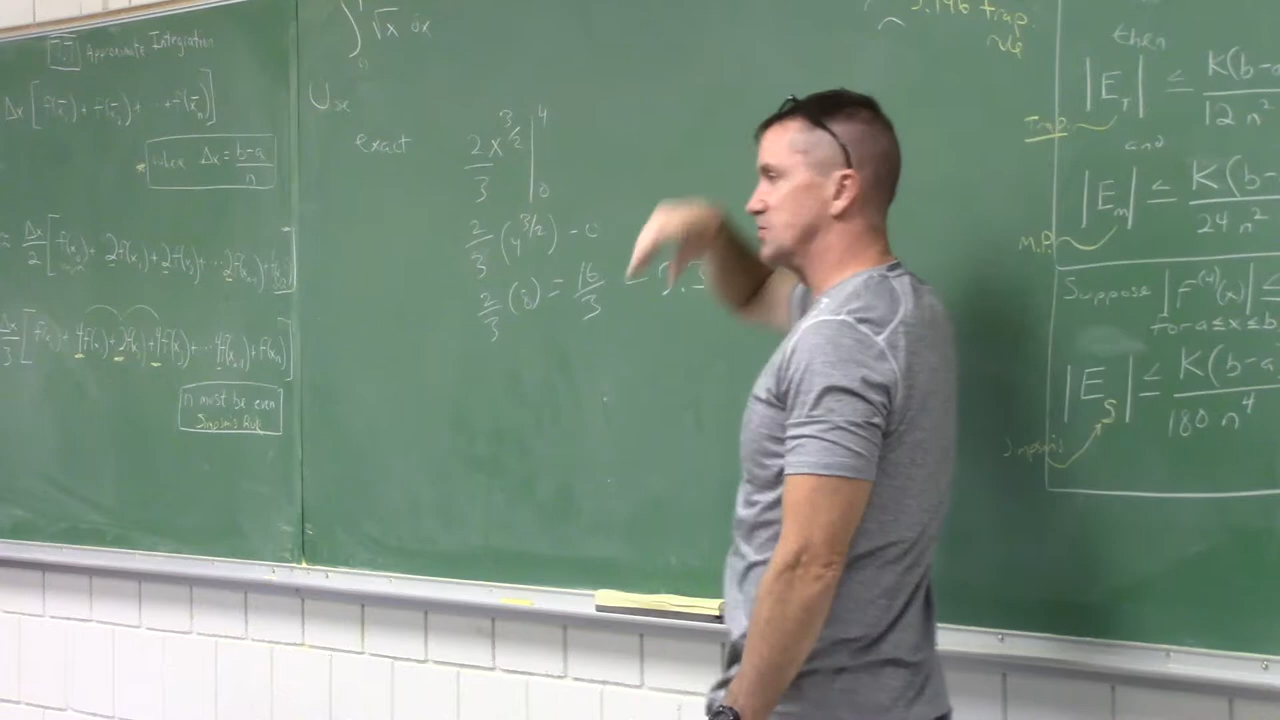 7.7 Approximate Integration
Δx [f(x̄₁) + f(x̄₂) + ... + f(x̄ₙ)]
* where Δx = b-a/n
≈ Δx/2 [f(x₀) + 2f(x₁) + 2f(x₂) + ... 2f(xₙ₋₁) + f(xₙ)]
Δx/3 [f(x₀) + 4f(x₁) + 2f(x₂) + 4f(x₃) + ... 4f(xₙ₋₁) + f(xₙ)]
n must be even
Simpson's Rule
∫ √x dx
Use
exact
2x^3/2 / 3 |₀⁴
2/3 (4^3/2) - 0
2/3 (8) = 16/3
trap.
rule
then
|E_T| ≤ K(b-a / 12 n²
Trap.
and
|E_m| ≤ K(b- / 24 n²
M.P.
Suppose |f⁽⁴⁾(x)| ≤
for a ≤ x ≤ b
|E_S| ≤ K(b-a / 180 n⁴
Simpson's